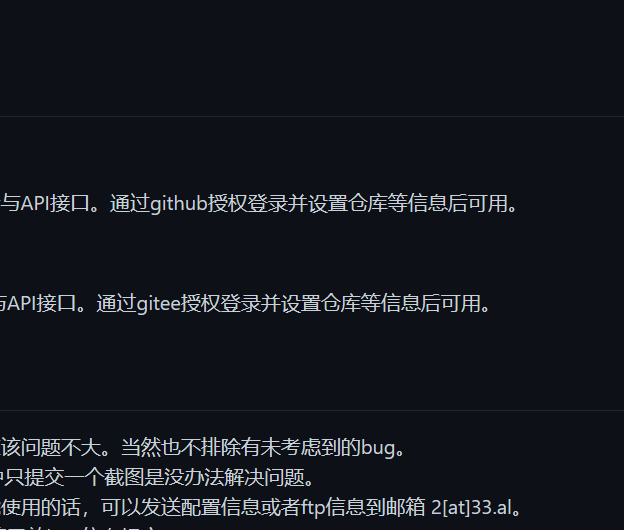 与API接口。通过github授权登录并设置仓库等信息后可用。
与API接口。通过gitee授权登录并设置仓库等信息后可用。
该问题不大。当然也不排除有未考虑到的bug。
只提交一个截图是没办法解决问题。
使用的话，可以发送配置信息或者ftp信息到邮箱 2[at]33.al。